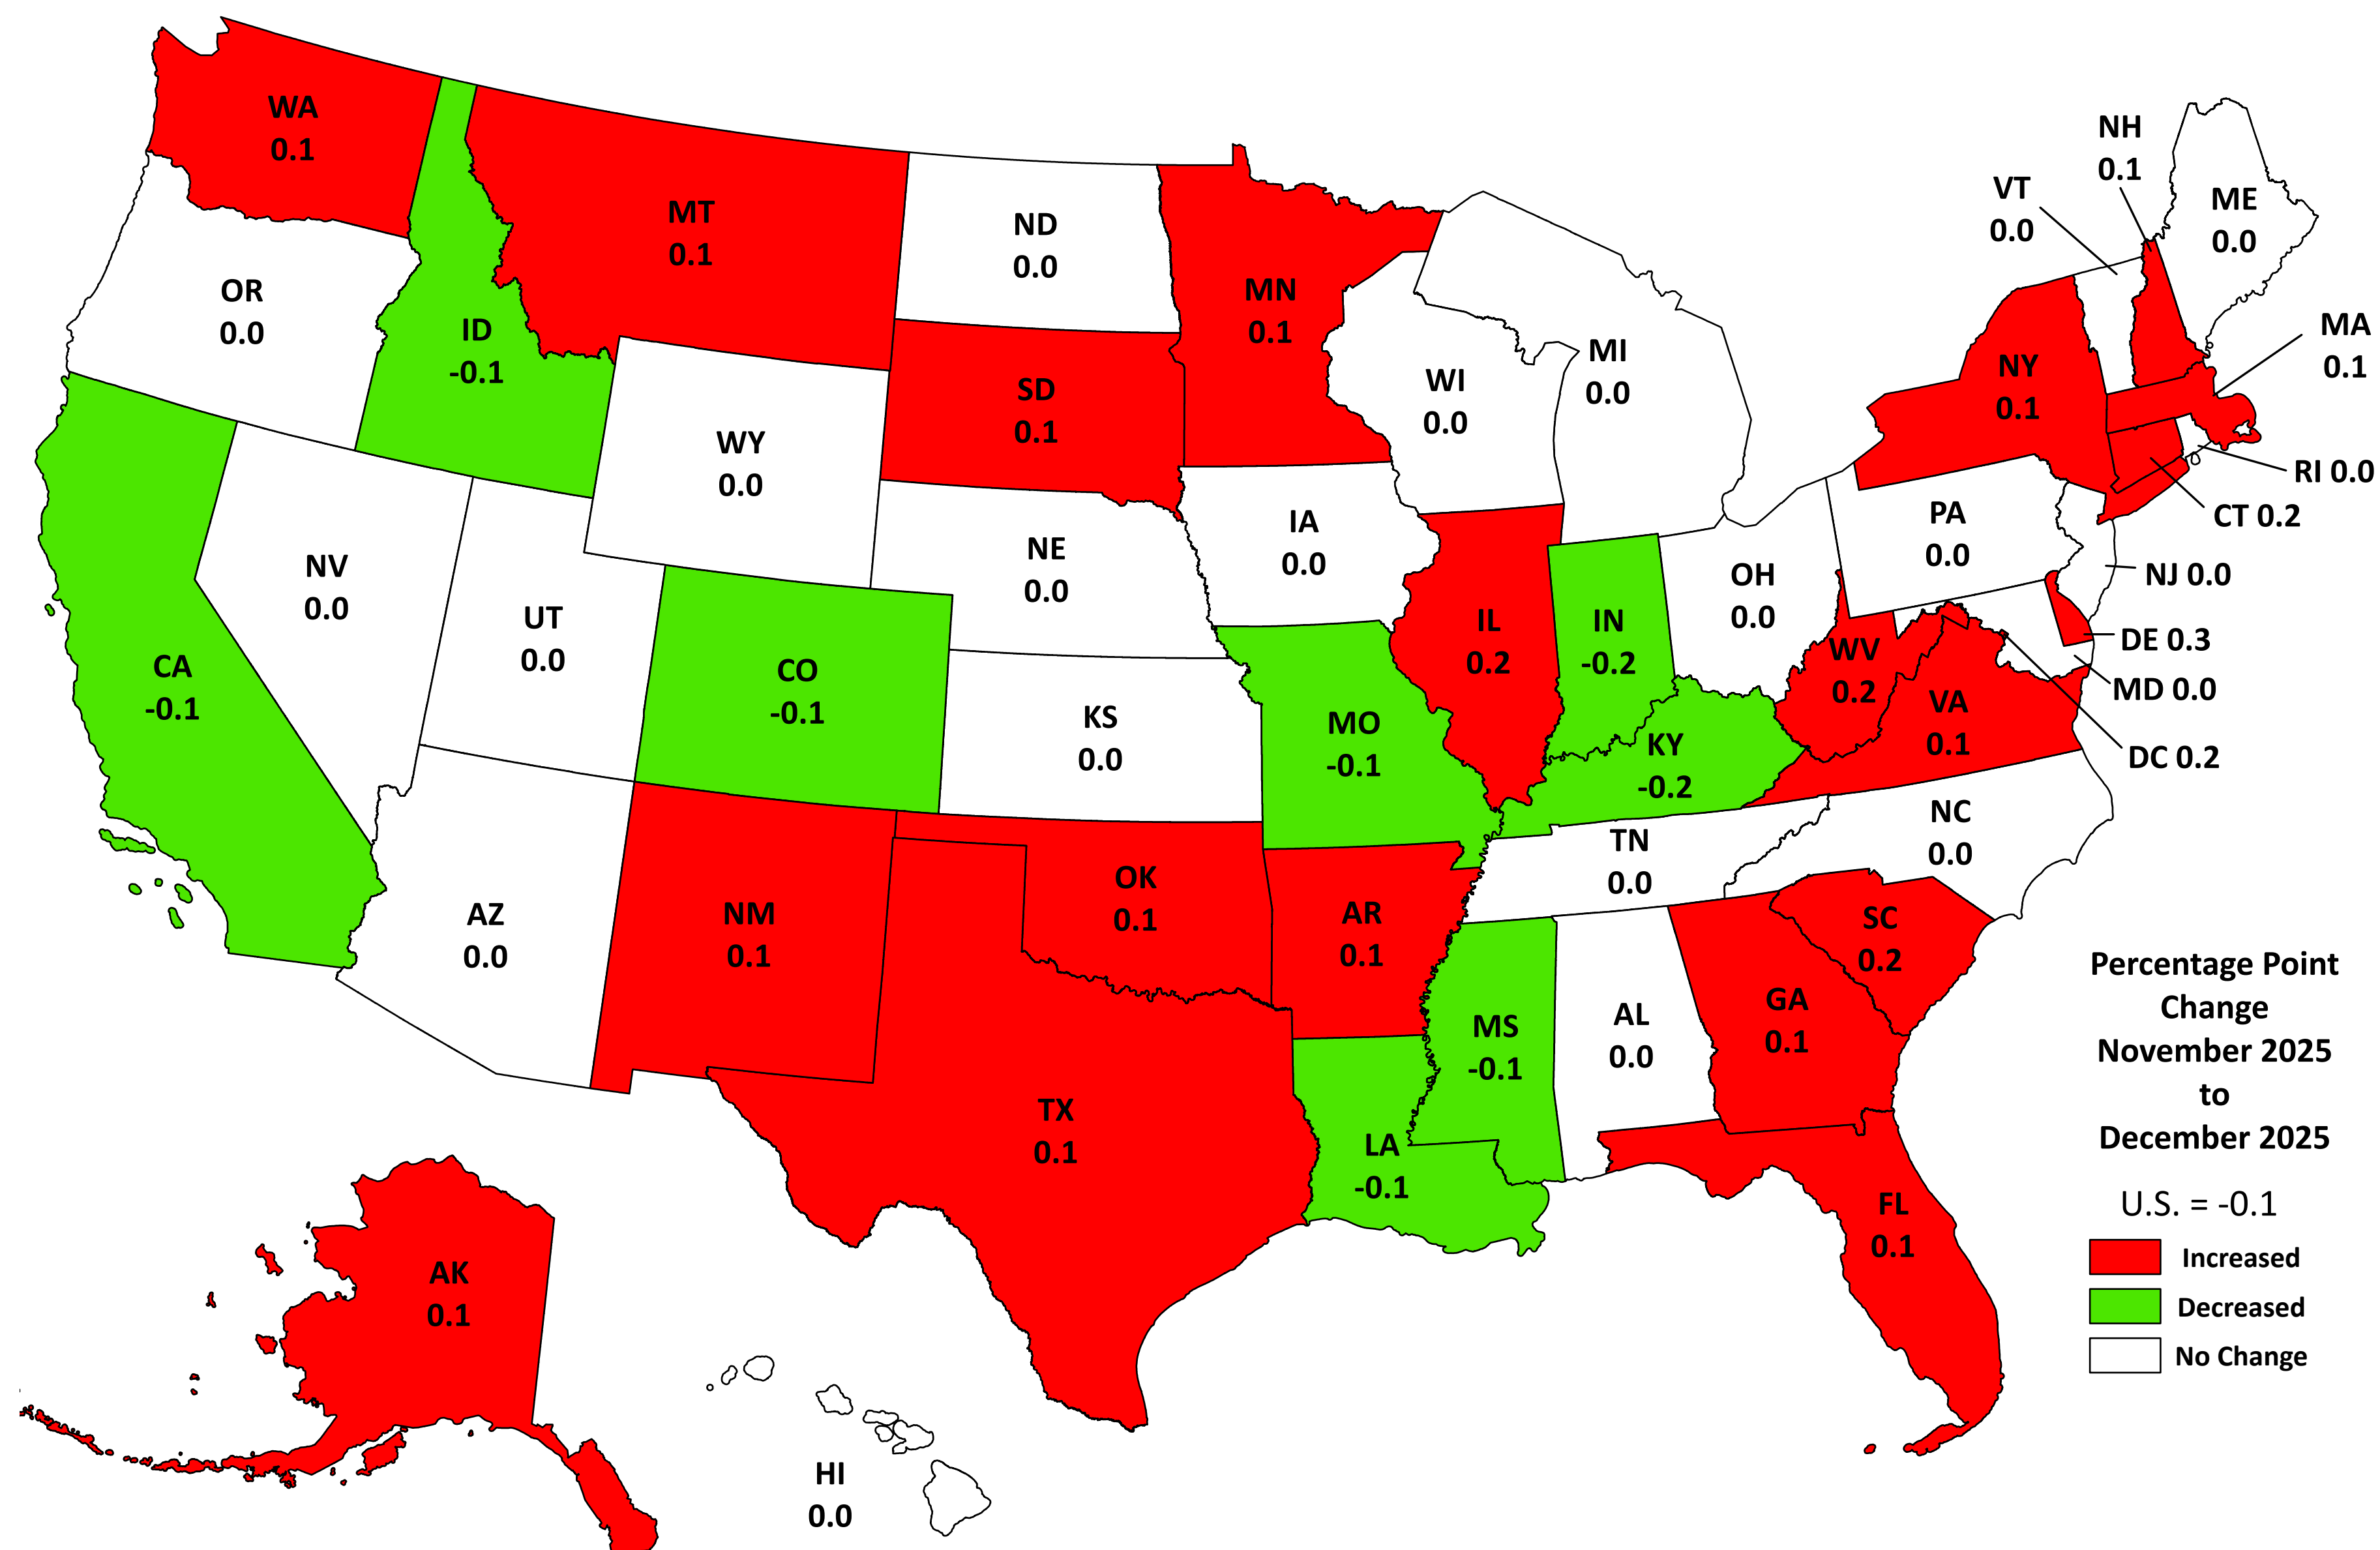 WA
0.1
MT
0.1
ND
0.0
MN
0.1
NH
0.1
VT
0.0
ME
0.0
OR
0.0
ID
-0.1
SD
0.1
WI
0.0
MI
0.0
NY
0.1
MA
0.1
WY
0.0
RI 0.0
CT 0.2
NV
0.0
UT
0.0
NE
0.0
IA
0.0
PA
0.0
NJ 0.0
CA
-0.1
CO
-0.1
KS
0.0
MO
-0.1
IL
0.2
IN
-0.2
OH
0.0
WV
0.2
DE 0.3
MD 0.0
VA
0.1
DC 0.2
KY
-0.2
AZ
0.0
NM
0.1
OK
0.1
AR
0.1
TN
0.0
NC
0.0
SC
0.2
TX
0.1
LA
-0.1
MS
-0.1
AL
0.0
GA
0.1
FL
0.1
AK
0.1
HI
0.0
Percentage Point
Change
November 2025
to
December 2025
U.S. = -0.1
Increased
Decreased
No Change